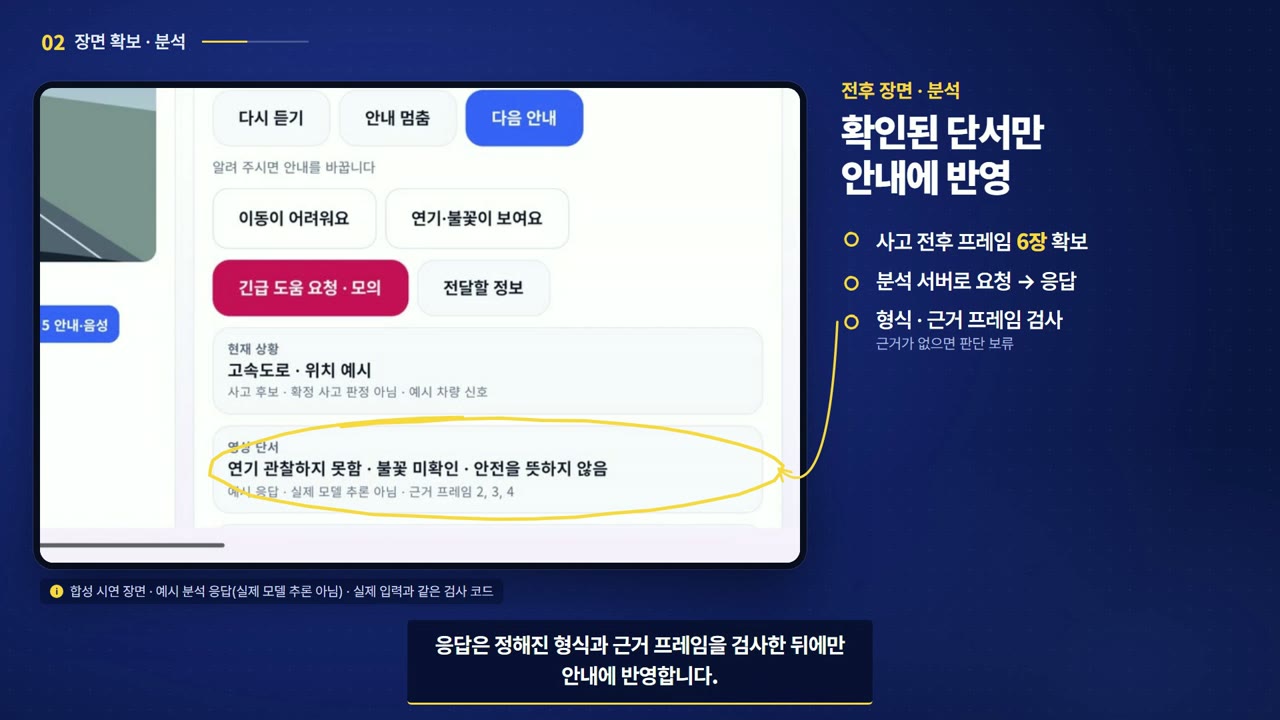 02 장면 확보 · 분석
다시 듣기
안내 멈춤
다음 안내
알려 주시면 안내를 바꿉니다
이동이 어려워요
연기·불꽃이 보여요
긴급 도움 요청 · 모의
전달할 정보
5 안내·음성
현재 상황
고속도로 · 위치 예시
사고 후보 · 확정 사고 판정 아님 · 예시 차량 신호
영상 단서
연기 관찰하지 못함 · 불꽃 미확인 · 안전을 뜻하지 않음
예시 응답 · 실제 모델 추론 아님 · 근거 프레임 2, 3, 4
전후 장면 · 분석
확인된 단서만
안내에 반영
사고 전후 프레임 6장 확보
분석 서버로 요청 → 응답
형식 · 근거 프레임 검사
근거가 없으면 판단 보류
i 합성 시연 장면 · 예시 분석 응답(실제 모델 추론 아님) · 실제 입력과 같은 검사 코드
응답은 정해진 형식과 근거 프레임을 검사한 뒤에만
안내에 반영합니다.